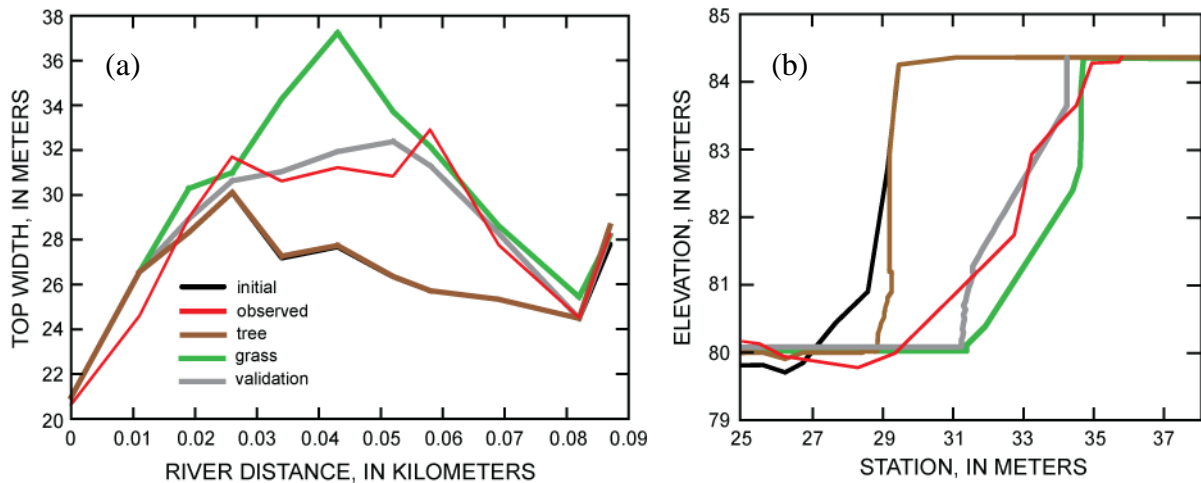 (a)
TOP WIDTH, IN METERS
38
36
34
32
30
28
26
24
22
20
initial
observed
tree
grass
validation
0 0.01 0.02 0.03 0.04 0.05 0.06 0.07 0.08 0.09
RIVER DISTANCE, IN KILOMETERS
(b)
ELEVATION, IN METERS
85
84
83
82
81
80
79
25 27 29 31 33 35 37
STATION, IN METERS